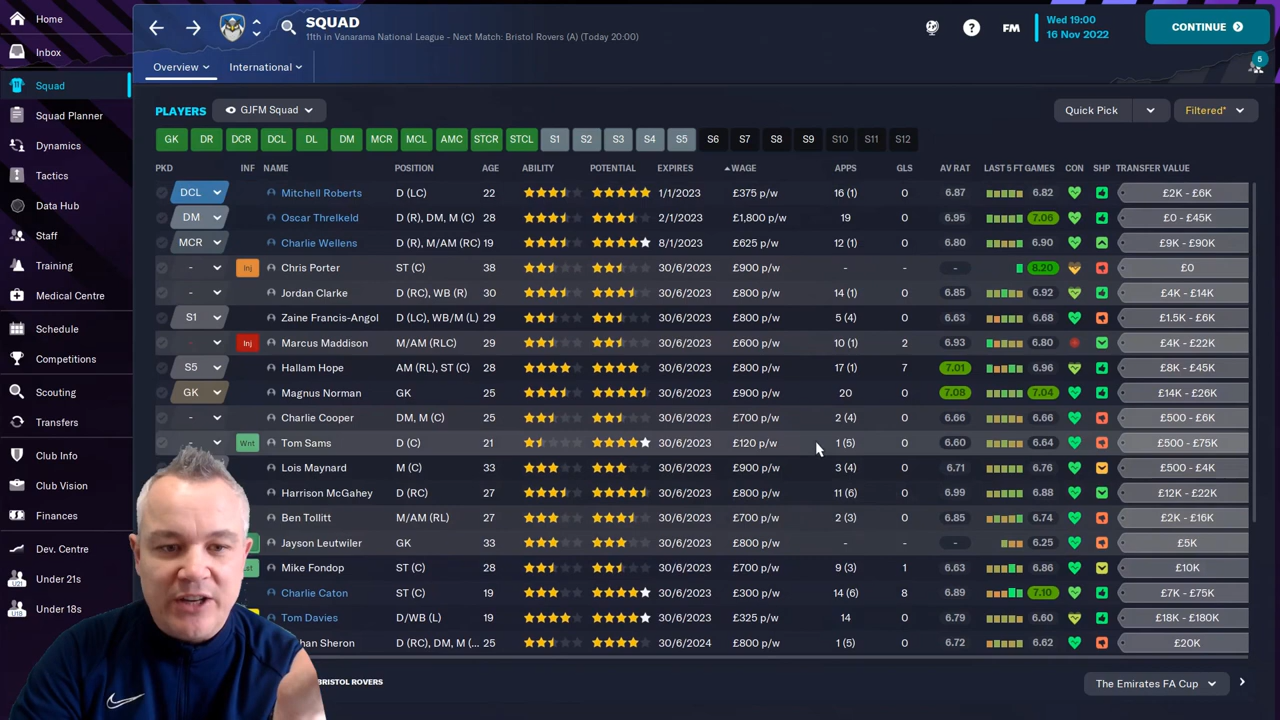 Home
SQUAD
11th in Vanarama National League - Next Match: Bristol Rovers (A) (Today 20:00)
? FM Wed 19:00
16 Nov 2022
CONTINUE
Inbox
Overview International
5
Squad
Squad Planner
Dynamics
Tactics
Data Hub
Staff
Training
Medical Centre
Schedule
Competitions
Scouting
Transfers
Club Info
Club Vision
Finances
Dev. Centre
U21 Under 21s
U18 Under 18s
PLAYERS GJFM Squad Quick Pick Filtered*
GK DR DCR DCL DL DM MCR MCL AMC STCR STCL S1 S2 S3 S4 S5 S6 S7 S8 S9 S10 S11 S12
PKD INF NAME POSITION AGE ABILITY POTENTIAL EXPIRES WAGE APPS GLS AV RAT LAST 5 FT GAMES CON SHP TRANSFER VALUE
DCL Mitchell Roberts D (LC) 22 1/1/2023 £375 p/w 16 (1) 0 6.87 6.82 £2K - £6K
DM Oscar Threlkeld D (R), DM, M (C) 28 2/1/2023 £1,800 p/w 19 0 6.95 7.06 £0 - £45K
MCR Charlie Wellens D (R), M/AM (RC) 19 8/1/2023 £625 p/w 12 (1) 0 6.80 6.90 £9K - £90K
- Inj Chris Porter ST (C) 38 30/6/2023 £900 p/w - - - 8.20 £0
- Jordan Clarke D (RC), WB (R) 30 30/6/2023 £800 p/w 14 (1) 0 6.85 6.92 £4K - £14K
S1 Zaine Francis-Angol D (LC), WB/M (L) 29 30/6/2023 £800 p/w 5 (4) 0 6.63 6.68 £1.5K - £6K
- Inj Marcus Maddison M/AM (RLC) 29 30/6/2023 £600 p/w 10 (1) 2 6.93 6.80 £4K - £22K
S5 Hallam Hope AM (RL), ST (C) 28 30/6/2023 £800 p/w 17 (1) 7 7.01 6.96 £8K - £45K
GK Magnus Norman GK 25 30/6/2023 £900 p/w 20 0 7.08 7.04 £14K - £26K
- Charlie Cooper DM, M (C) 25 30/6/2023 £700 p/w 2 (4) 0 6.66 6.66 £500 - £6K
- Wnt Tom Sams D (C) 21 30/6/2023 £120 p/w 1 (5) 0 6.60 6.64 £500 - £75K
Lois Maynard M (C) 33 30/6/2023 £900 p/w 3 (4) 0 6.71 6.76 £500 - £4K
Harrison McGahey D (RC) 27 30/6/2023 £800 p/w 11 (6) 0 6.99 6.88 £12K - £22K
Ben Tollitt M/AM (RL) 27 30/6/2023 £700 p/w 2 (3) 0 6.85 6.74 £2K - £16K
Jayson Leutwiler GK 33 30/6/2023 £800 p/w - - - 6.25 £5K
Mike Fondop ST (C) 28 30/6/2023 £700 p/w 9 (3) 1 6.63 6.86 £10K
Charlie Caton ST (C) 19 30/6/2023 £300 p/w 14 (6) 8 6.89 7.10 £7K - £75K
Tom Davies D/WB (L) 19 30/6/2023 £325 p/w 14 0 6.79 6.60 £18K - £180K
han Sheron D (RC), DM, M (... 25 30/6/2024 £800 p/w 1 (5) 0 6.72 6.62 £20K
BRISTOL ROVERS The Emirates FA Cup